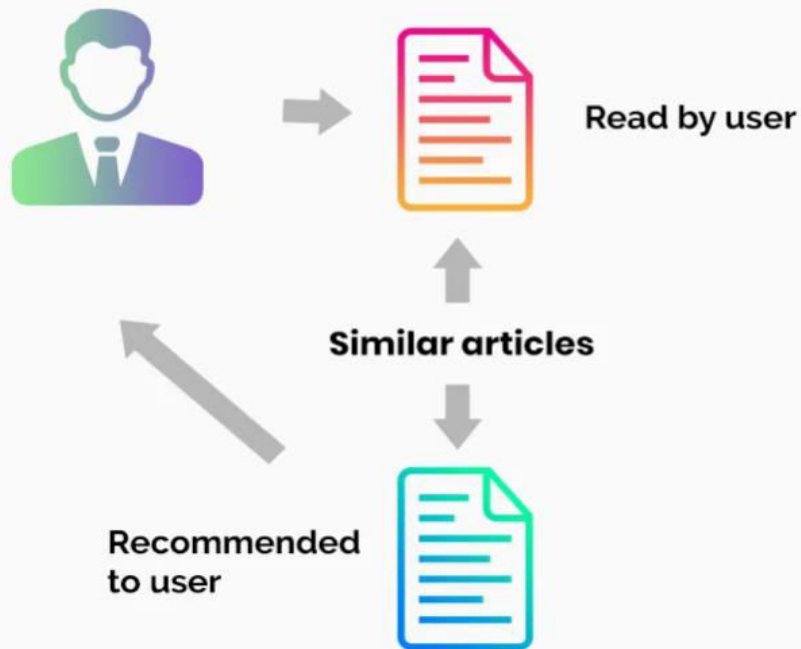 Read by user
Similar articles
Recommended
to user